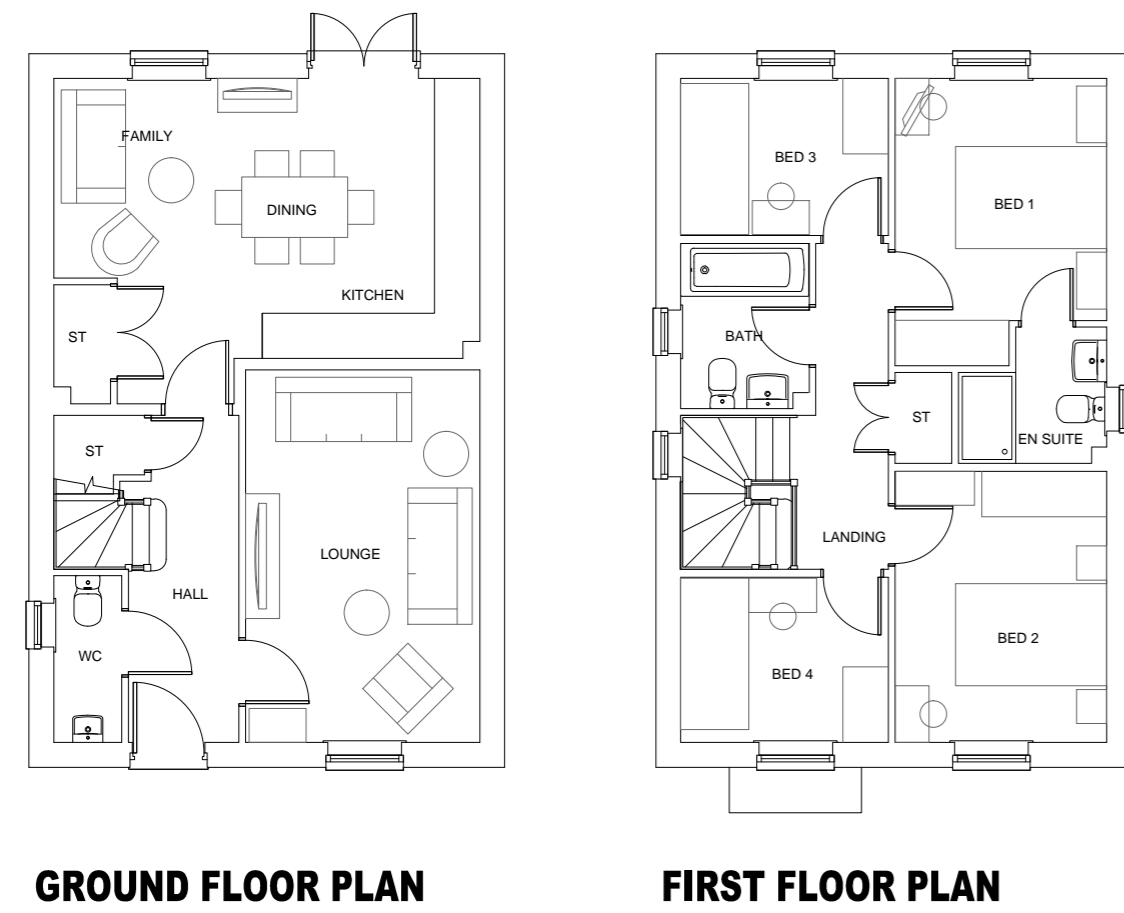 FAMILY
DINING
KITCHEN
ST
ST
LOUNGE
HALL
WC
GROUND FLOOR PLAN
BED 3
BED 1
BATH
ST
EN SUITE
LANDING
BED 2
BED 4
FIRST FLOOR PLAN